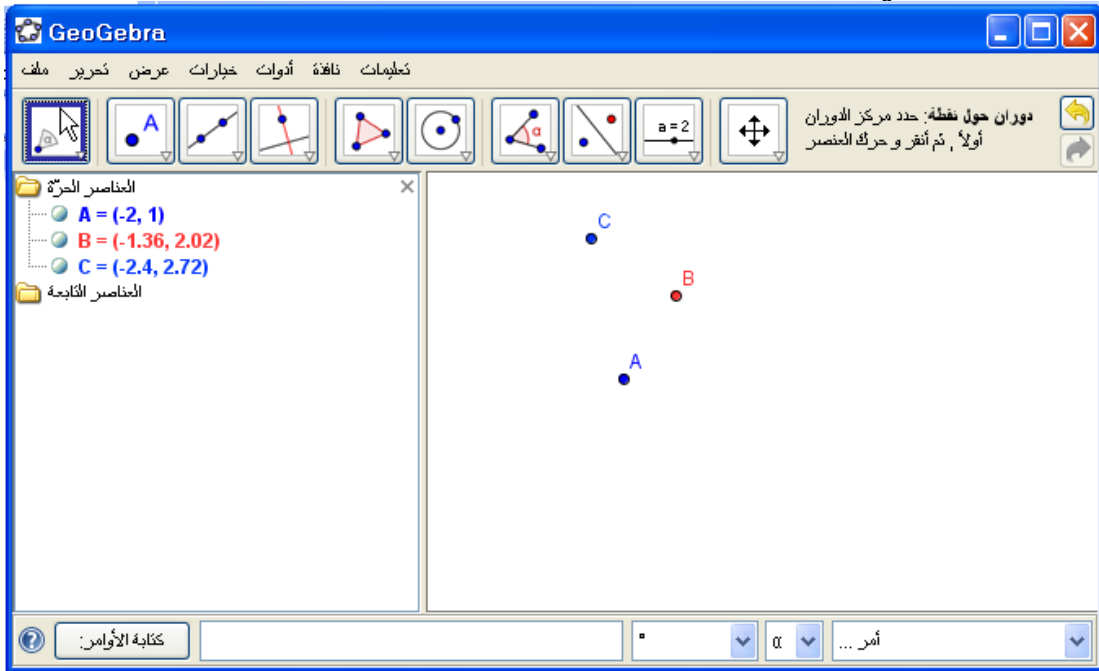 GeoGebra
ملف تحرير عرض خيارات أدوات نافذة تعليمات
A
α
a = 2
دوران حول نقطة: حدد مركز الدوران
أولاً , ثم أنقر و حرك العنصر
العناصر الحرّة
A = (-2, 1)
B = (-1.36, 2.02)
C = (-2.4, 2.72)
العناصر التابعة
C
B
A
كتابة الأوامر:
°
α
أمر ...